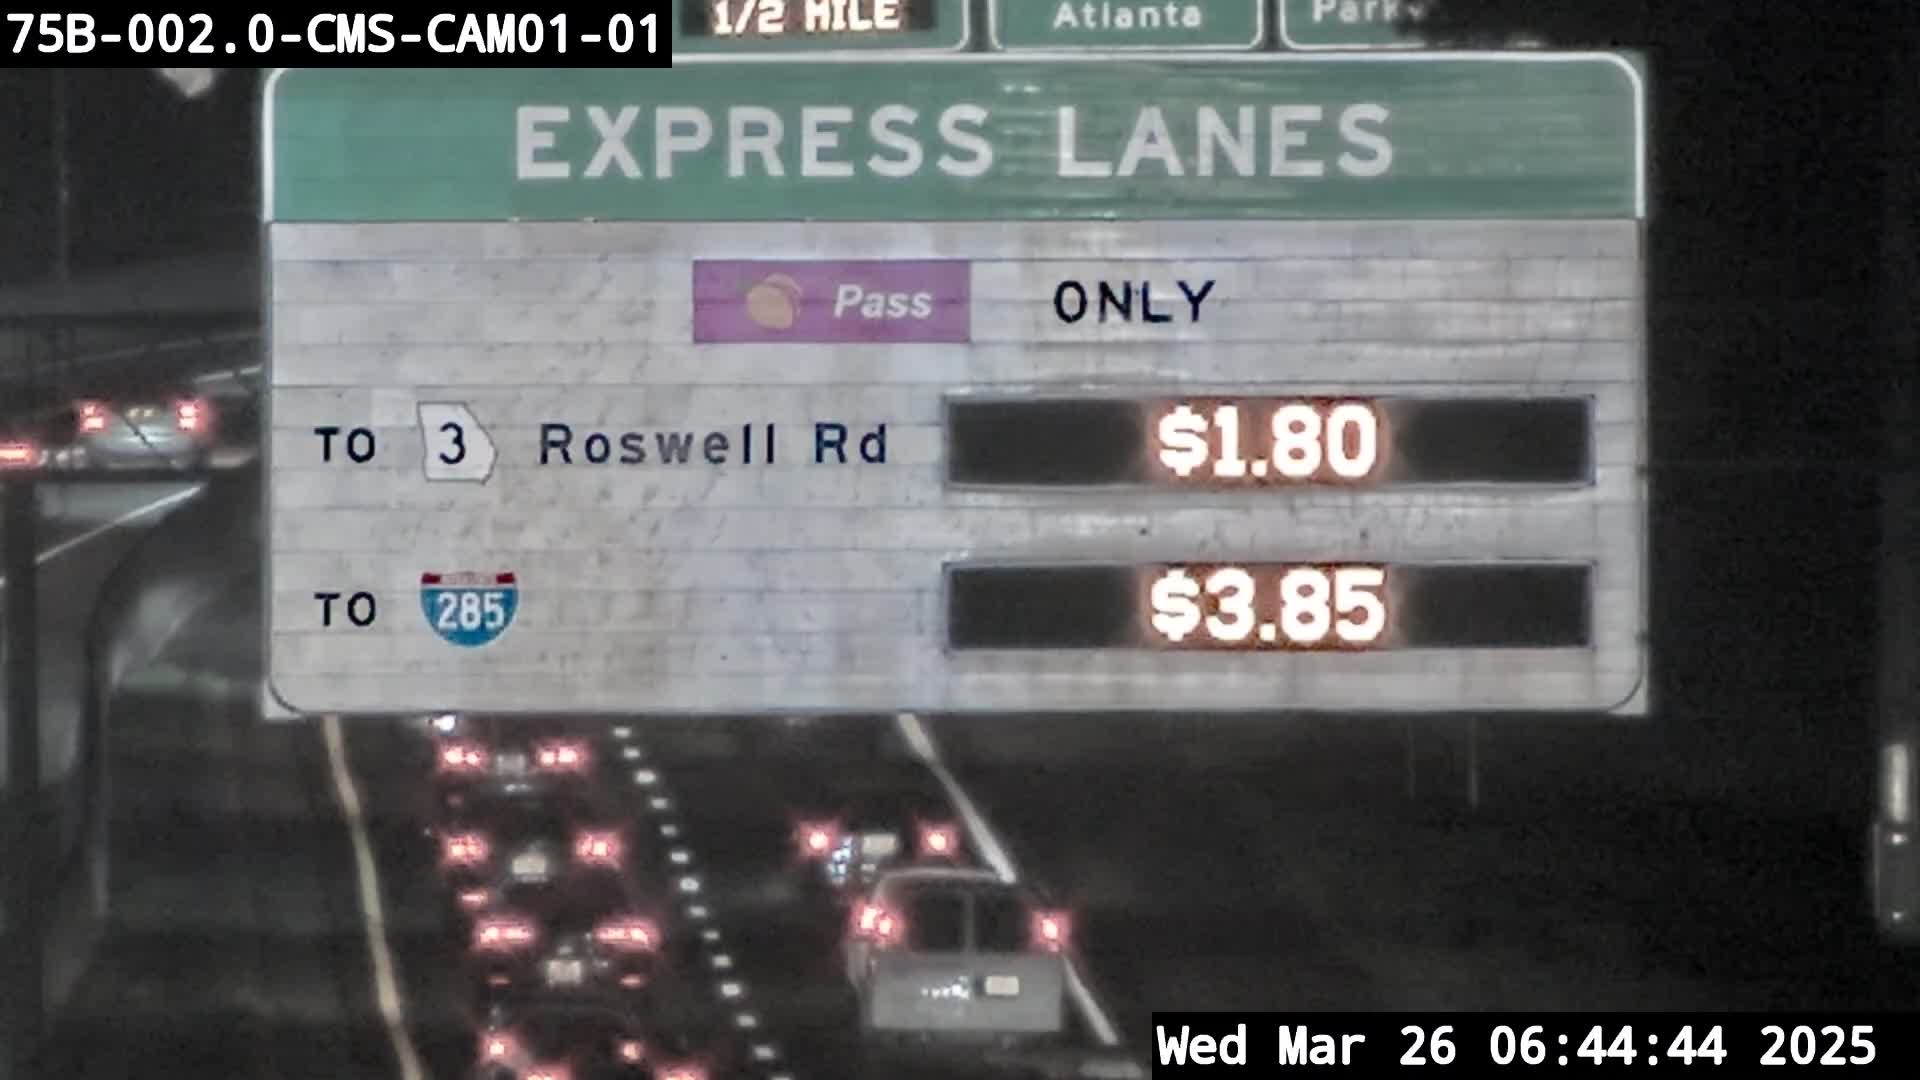 75B-002.0-CMS-CAM01-01
1/2 MILE
Atlanta
EXPRESS LANES
Pass ONLY
TO 3 Roswell Rd $1.80
TO 285 $3.85
Wed Mar 26 06:44:44 2025